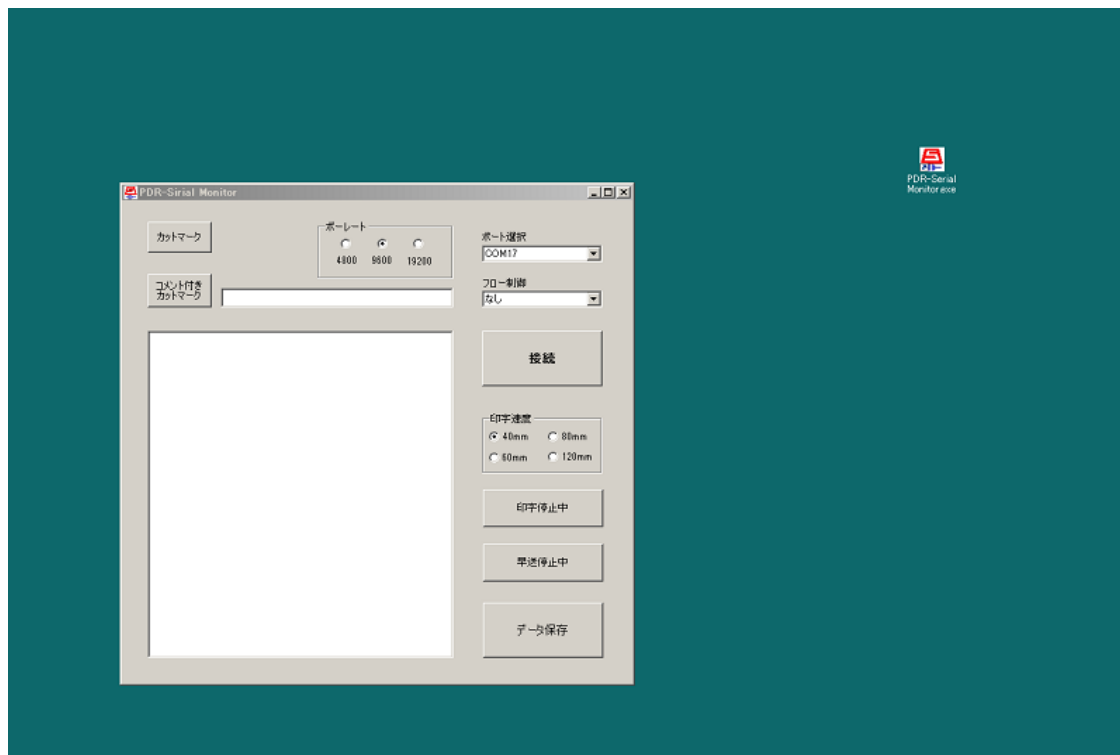 PDR-Serial
Monitor.exe
PDR-Sirial Monitor
カットマーク
ボーレート
4800 9600 19200
ポート選択
COM17
コメント付き
カットマーク
フロー制御
なし
接続
印字速度
40mm 80mm
60mm 120mm
印字停止中
早送停止中
データ保存